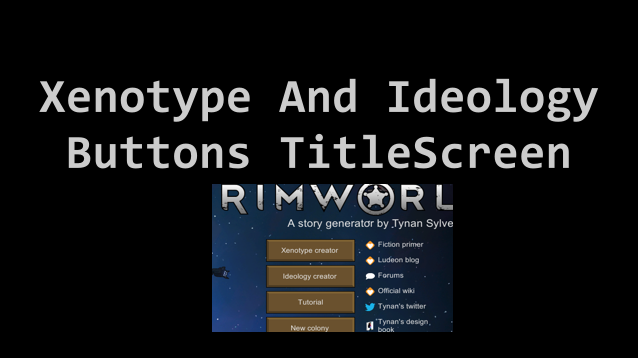 Xenotype And Ideology
Buttons TitleScreen
RIMWORL
A story generator by Tynan Sylve
Xenotype creator
Ideology creator
Tutorial
New colony
Fiction primer
Ludeon blog
Forums
Official wiki
Tynan's twitter
Tynan's design
book